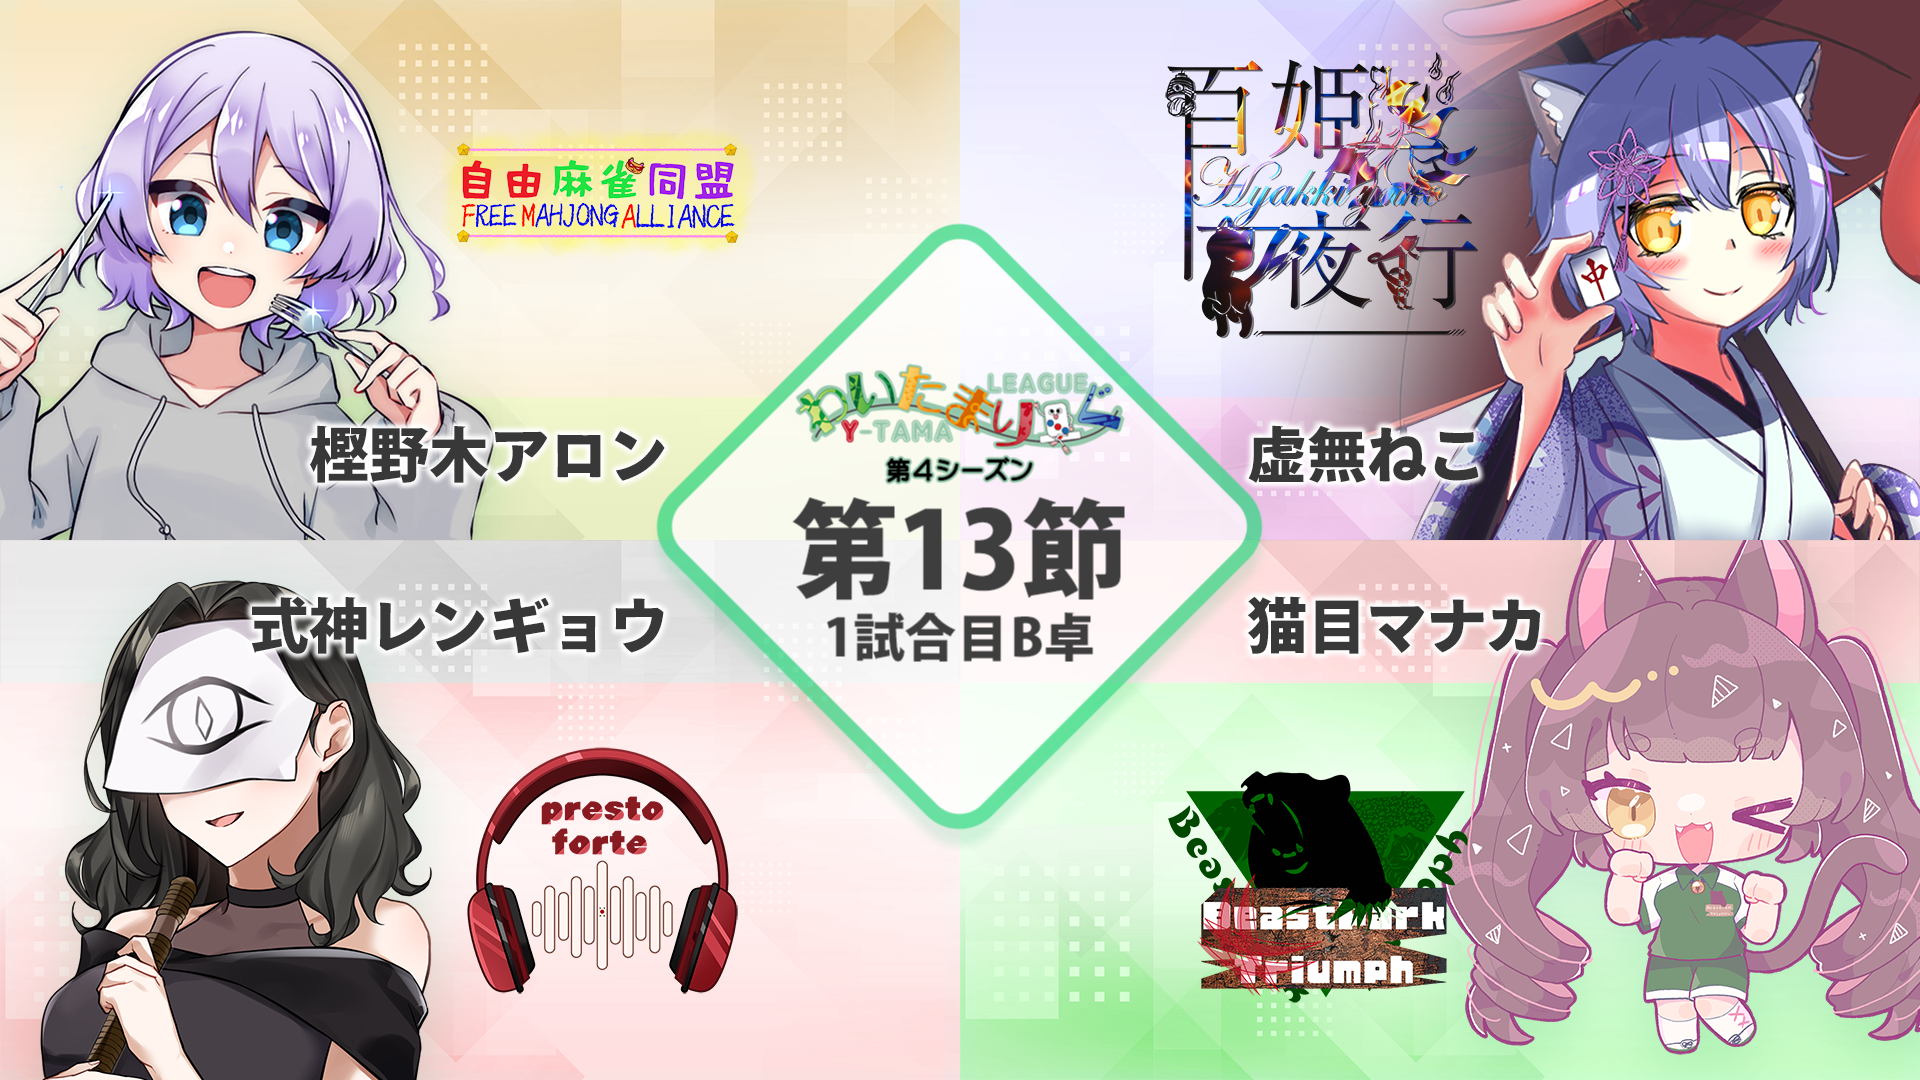 自由麻雀同盟
FREE MAHJONG ALLIANCE
百姫
Hyakkiyako
夜行
中
樫野木アロン
虚無ねこ
わいたまりーぐ
LEAGUE
Y-TAMA
第4シーズン
第13節
1試合目B卓
式神レンギョウ
猫目マナカ
presto
forte
Triumph